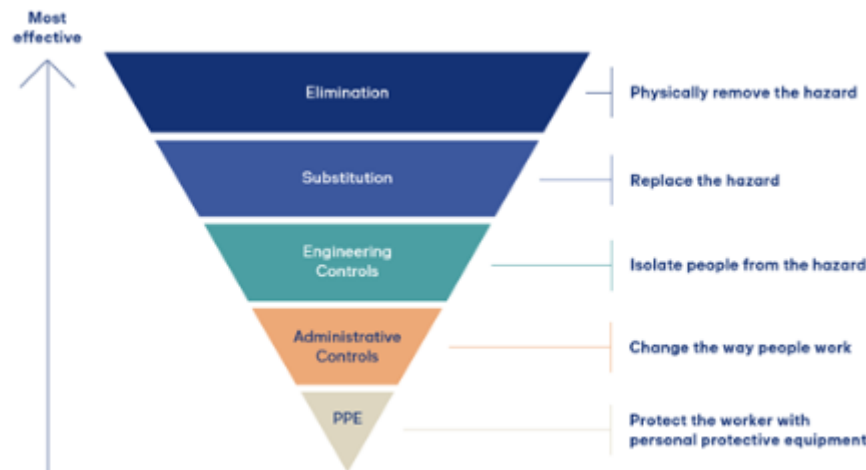 Most
effective
Elimination
Physically remove the hazard
Substitution
Replace the hazard
Engineering
Controls
Isolate people from the hazard
Administrative
Controls
Change the way people work
PPE
Protect the worker with
personal protective equipment